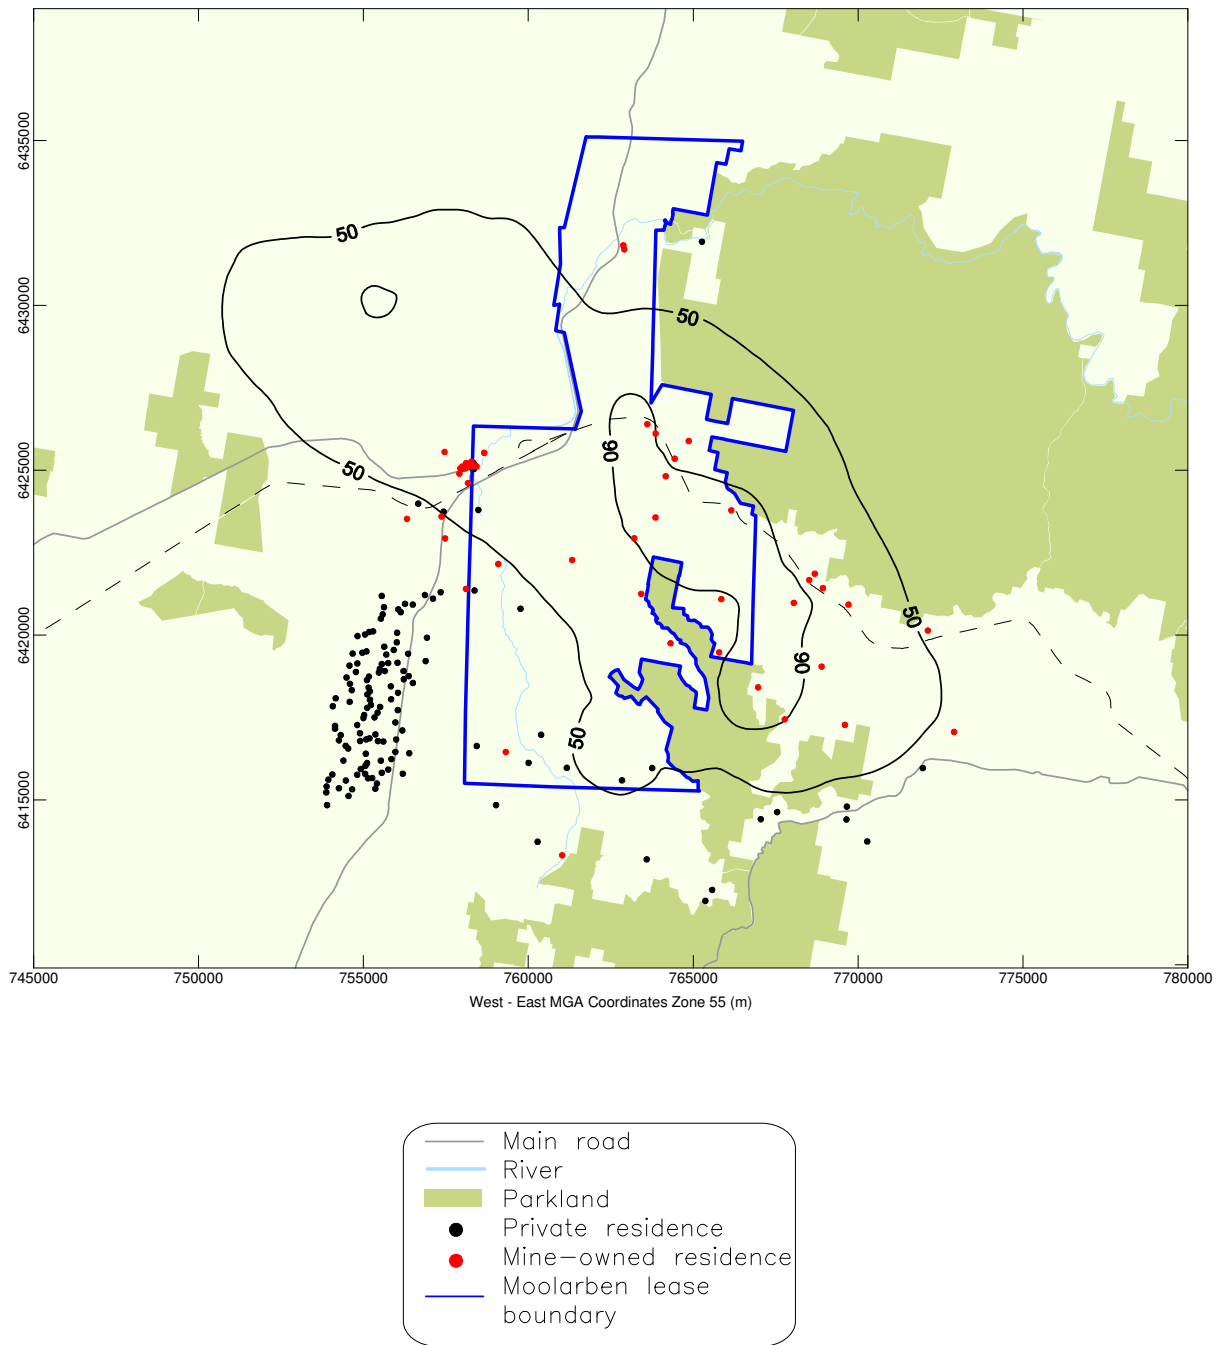 6435000
50
6430000
50
90
50
6425000
50
6420000
90
50
6415000
745000 750000 755000 760000 765000 770000 775000 780000
West - East MGA Coordinates Zone 55 (m)
Main road
River
Parkland
Private residence
Mine-owned residence
Moolarben lease
boundary